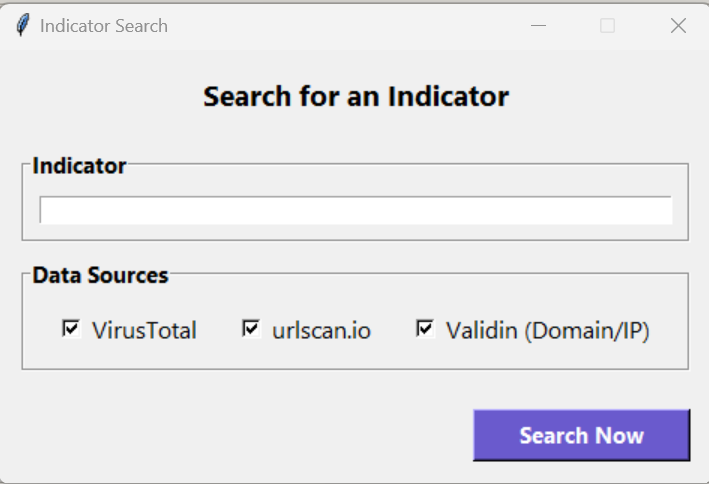 Indicator Search
Search for an Indicator
Indicator
Data Sources
VirusTotal urlscan.io Validin (Domain/IP)
Search Now